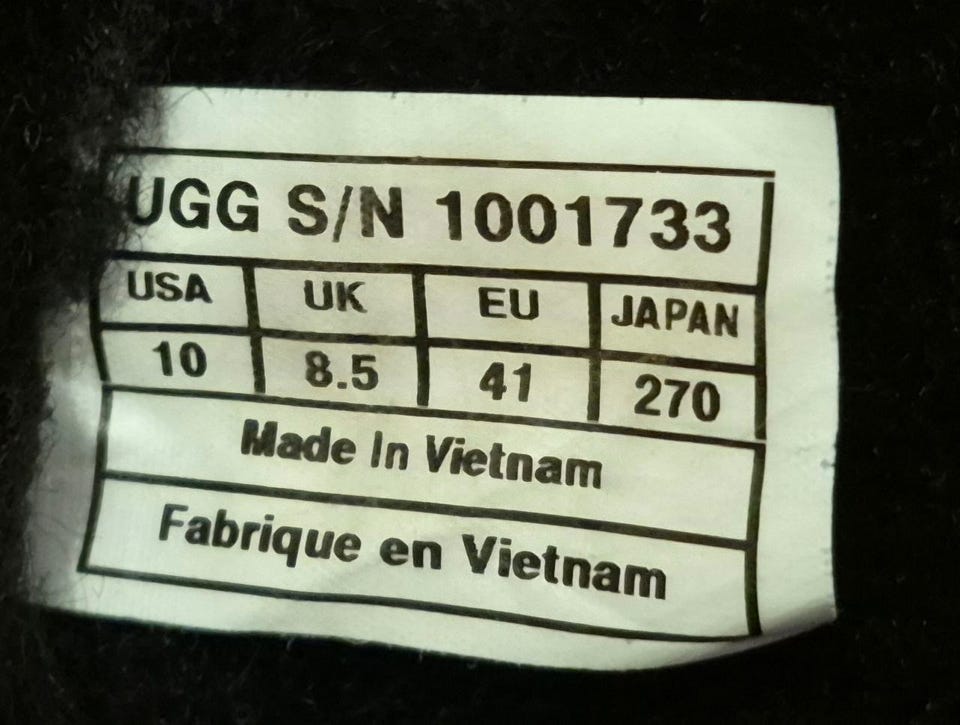 UGG S/N 1001733
USA UK EU JAPAN
10 8.5 41 270
Made In Vietnam
Fabrique en Vietnam